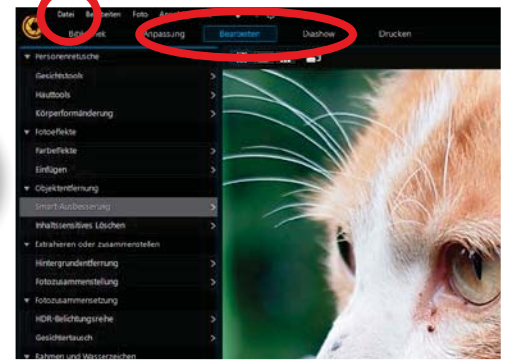 Datei Bearbeiten Foto
Bibliothek Anpassung Bearbeiten Diashow Drucken
Personenretusche
Gesichtstools
Hauttools
Körperformänderung
Fotoeffekte
Farbeffekte
Einfügen
Objektentfernung
Smart-Ausbesserung
Inhaltssensitives Löschen
Extrahieren oder zusammenstellen
Hintergrundentfernung
Fotozusammenstellung
Fotozusammensetzung
HDR-Belichtungsreihe
Gesichtertausch
Rahmen und Wasserzeichen